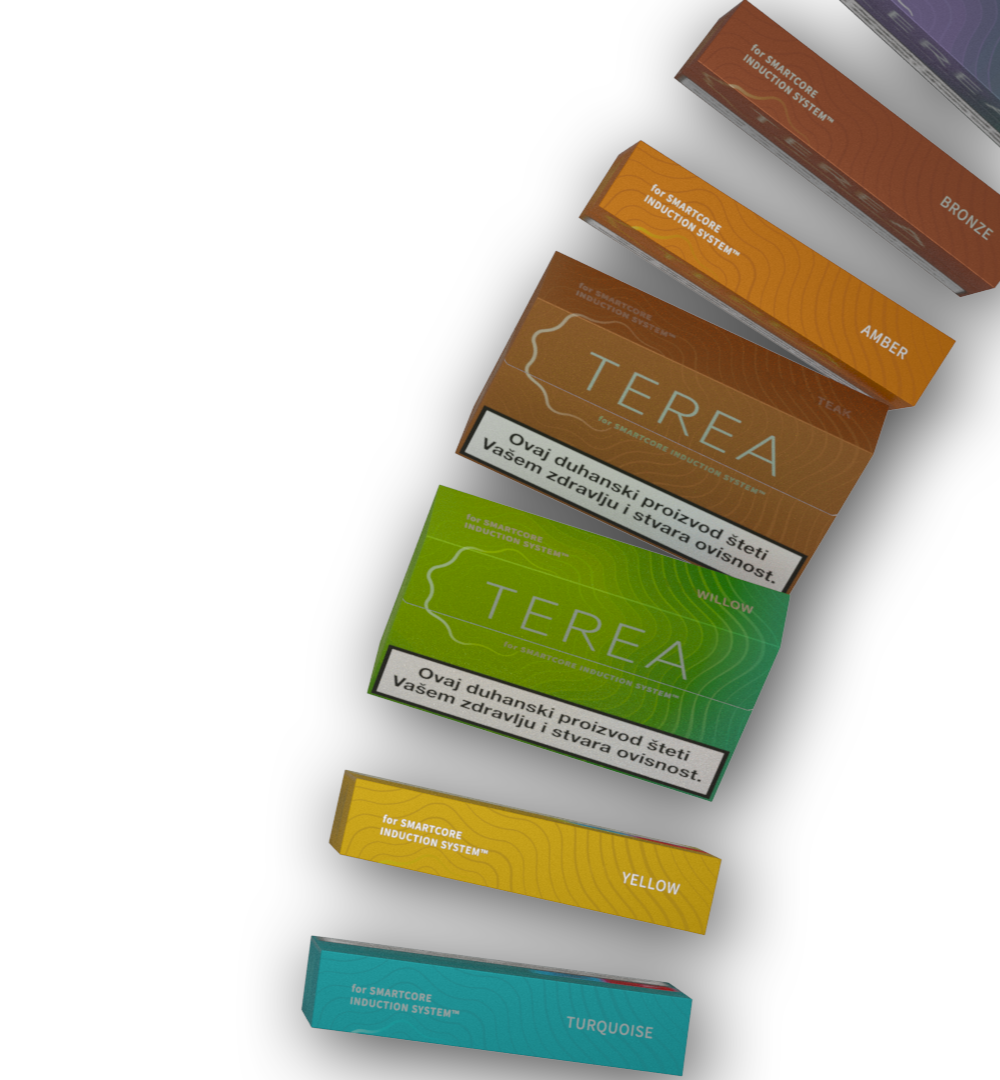 for SMARTCORE
INDUCTION SYSTEM™
BRONZE
TEREA
for SMARTCORE
INDUCTION SYSTEM™
AMBER
for SMARTCORE
INDUCTION SYSTEM™
TEAK
TEREA
for SMARTCORE INDUCTION SYSTEM™
Ovaj duhanski proizvod šteti
Vašem zdravlju i stvara ovisnost.
for SMARTCORE
INDUCTION SYSTEM™
WILLOW
TEREA
for SMARTCORE INDUCTION SYSTEM™
Ovaj duhanski proizvod šteti
Vašem zdravlju i stvara ovisnost.
for SMARTCORE
INDUCTION SYSTEM™
YELLOW
for SMARTCORE
INDUCTION SYSTEM™
TURQUOISE